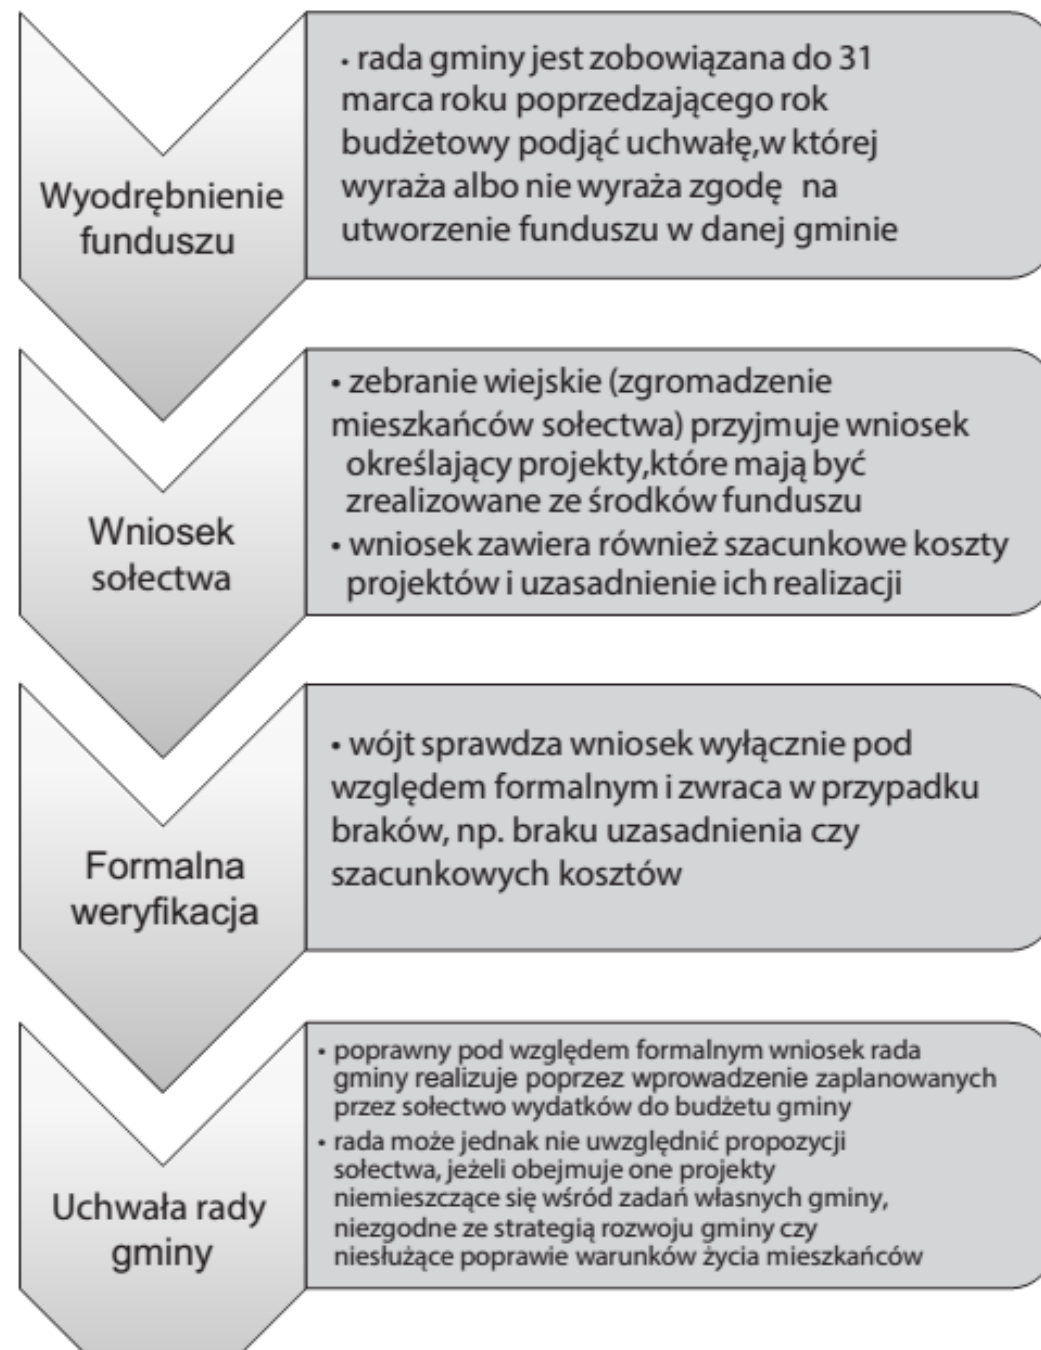 Wyodrębnienie
funduszu
• rada gminy jest zobowiązana do 31
marca roku poprzedzającego rok
budżetowy podjąć uchwałę,w której
wyraża albo nie wyraża zgodę na
utworzenie funduszu w danej gminie
Wniosek
sołectwa
• zebranie wiejskie (zgromadzenie
mieszkańców sołectwa) przyjmuje wniosek
określający projekty,które mają być
zrealizowane ze środków funduszu
• wniosek zawiera również szacunkowe koszty
projektów i uzasadnienie ich realizacji
Formalna
weryfikacja
• wójt sprawdza wniosek wyłącznie pod
względem formalnym i zwraca w przypadku
braków, np. braku uzasadnienia czy
szacunkowych kosztów
Uchwała rady
gminy
• poprawny pod względem formalnym wniosek rada
gminy realizuje poprzez wprowadzenie zaplanowanych
przez sołectwo wydatków do budżetu gminy
• rada może jednak nie uwzględnić propozycji
sołectwa, jeżeli obejmuje one projekty
niemieszczące się wśród zadań własnych gminy,
niezgodne ze strategią rozwoju gminy czy
niesłużące poprawie warunków życia mieszkańców